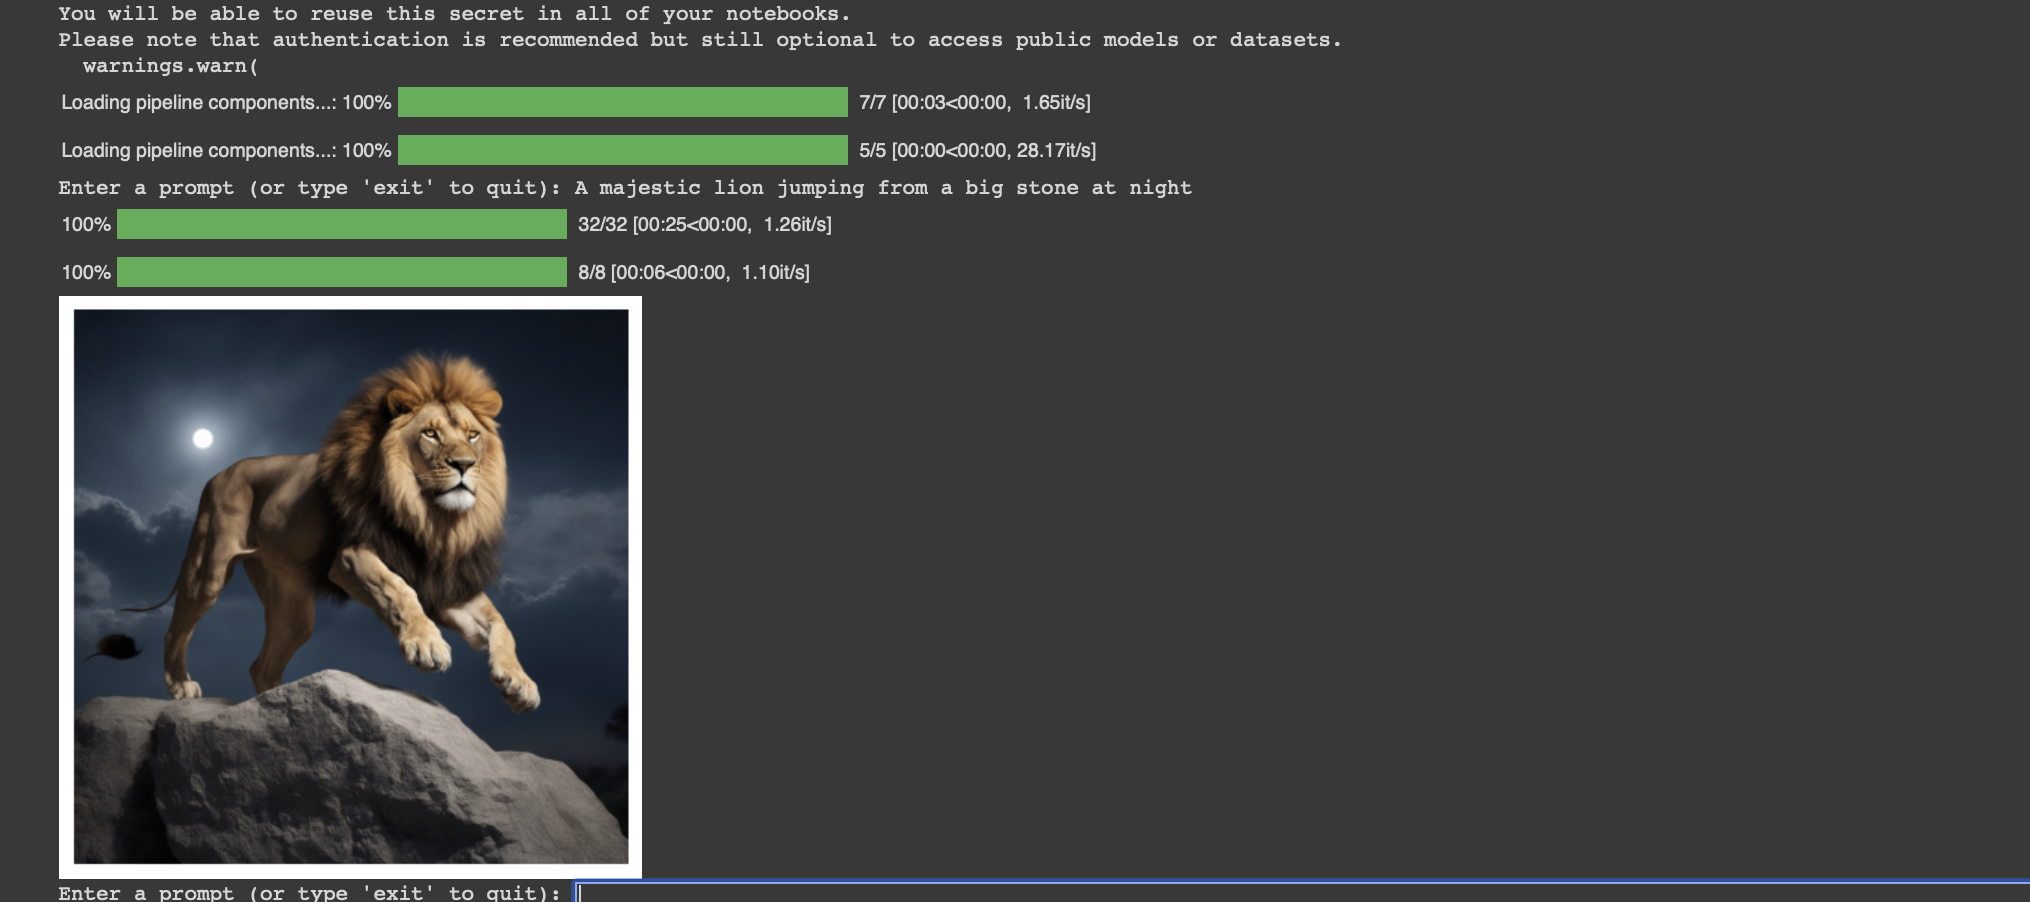 You will be able to reuse this secret in all of your notebooks.
Please note that authentication is recommended but still optional to access public models or datasets.
  warnings.warn(
Loading pipeline components...: 100% 7/7 [00:03<00:00,  1.65it/s]
Loading pipeline components...: 100% 5/5 [00:00<00:00, 28.17it/s]
Enter a prompt (or type 'exit' to quit): A majestic lion jumping from a big stone at night
100% 32/32 [00:25<00:00,  1.26it/s]
100% 8/8 [00:06<00:00,  1.10it/s]
Enter a prompt (or type 'exit' to quit):